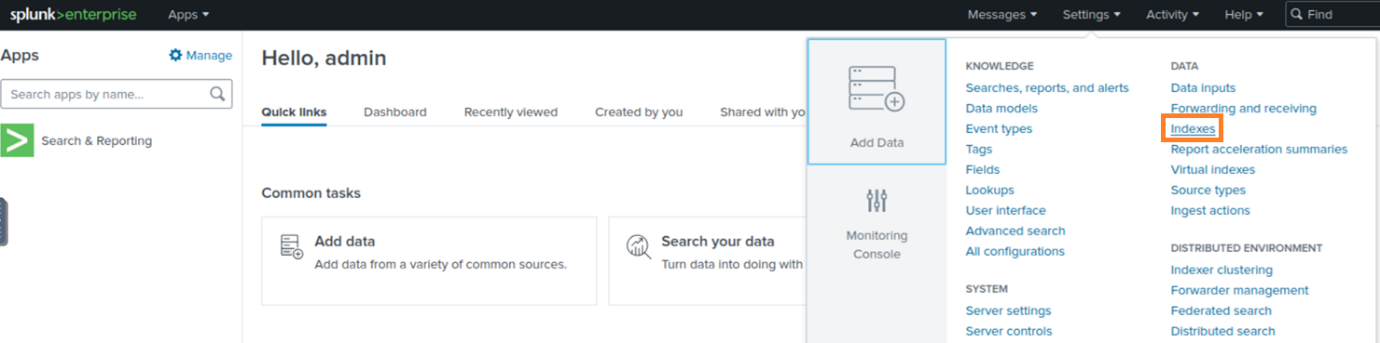 splunk>enterprise Apps Messages Settings Activity Help Find
Apps Manage
Search apps by name...
Search & Reporting
Hello, admin
Quick links Dashboard Recently viewed Created by you Shared with yo
Common tasks
Add data
Add data from a variety of common sources.
Search your data
Turn data into doing with
Add Data
Monitoring
Console
KNOWLEDGE
Searches, reports, and alerts
Data models
Event types
Tags
Fields
Lookups
User interface
Advanced search
All configurations
SYSTEM
Server settings
Server controls
DATA
Data inputs
Forwarding and receiving
Indexes
Report acceleration summaries
Virtual indexes
Source types
Ingest actions
DISTRIBUTED ENVIRONMENT
Indexer clustering
Forwarder management
Federated search
Distributed search